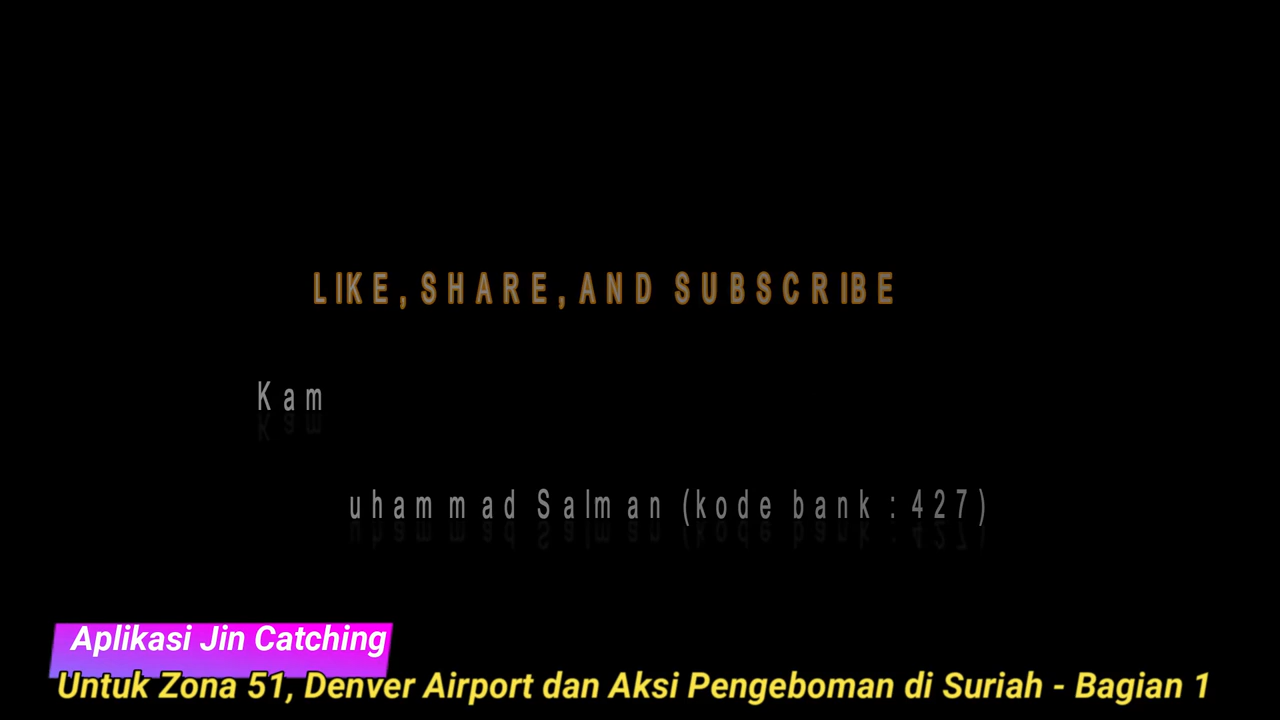 LIKE, SHARE, AND SUBSCRIBE
Kam
uhammad Salman (kode bank : 427)
Aplikasi Jin Catching
Untuk Zona 51, Denver Airport dan Aksi Pengeboman di Suriah - Bagian 1